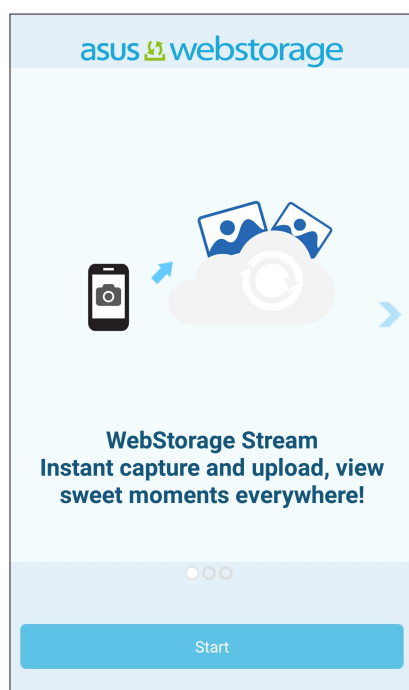 asus webstorage
WebStorage Stream
Instant capture and upload, view
sweet moments everywhere!
Start